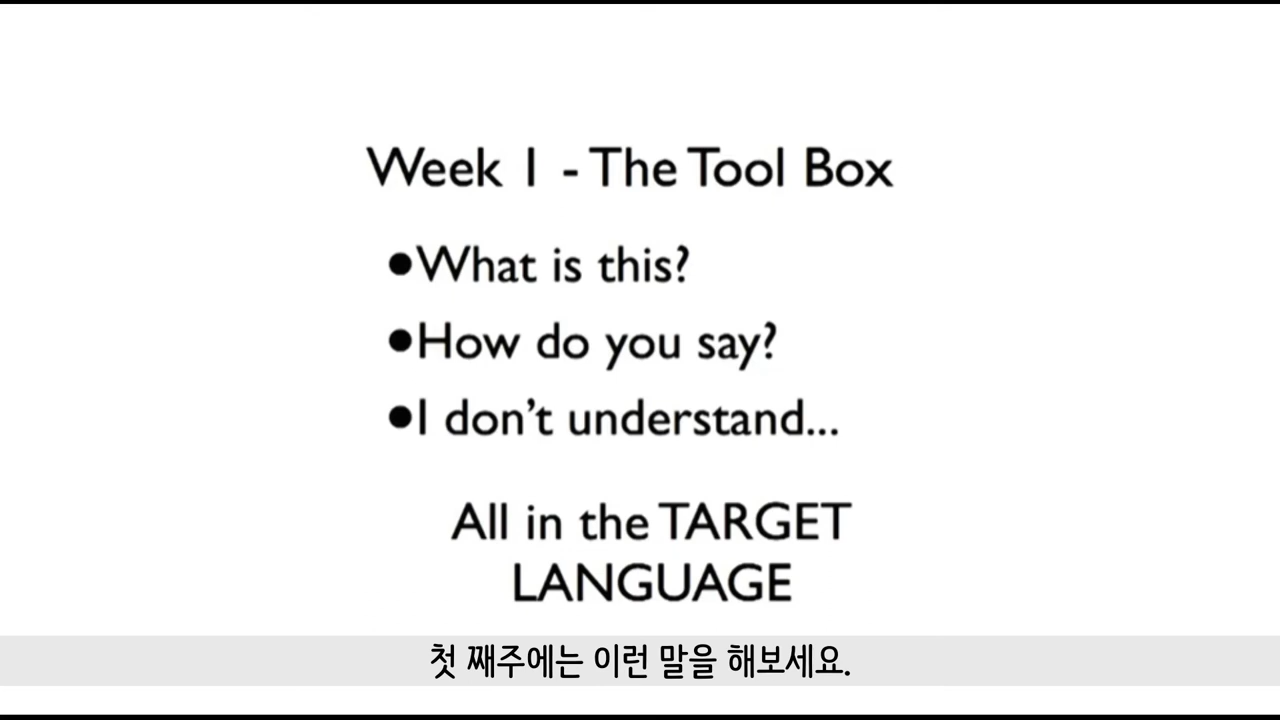 Week 1 - The Tool Box
●What is this?
●How do you say?
●I don't understand...
All in the TARGET
LANGUAGE
첫 째주에는 이런 말을 해보세요.